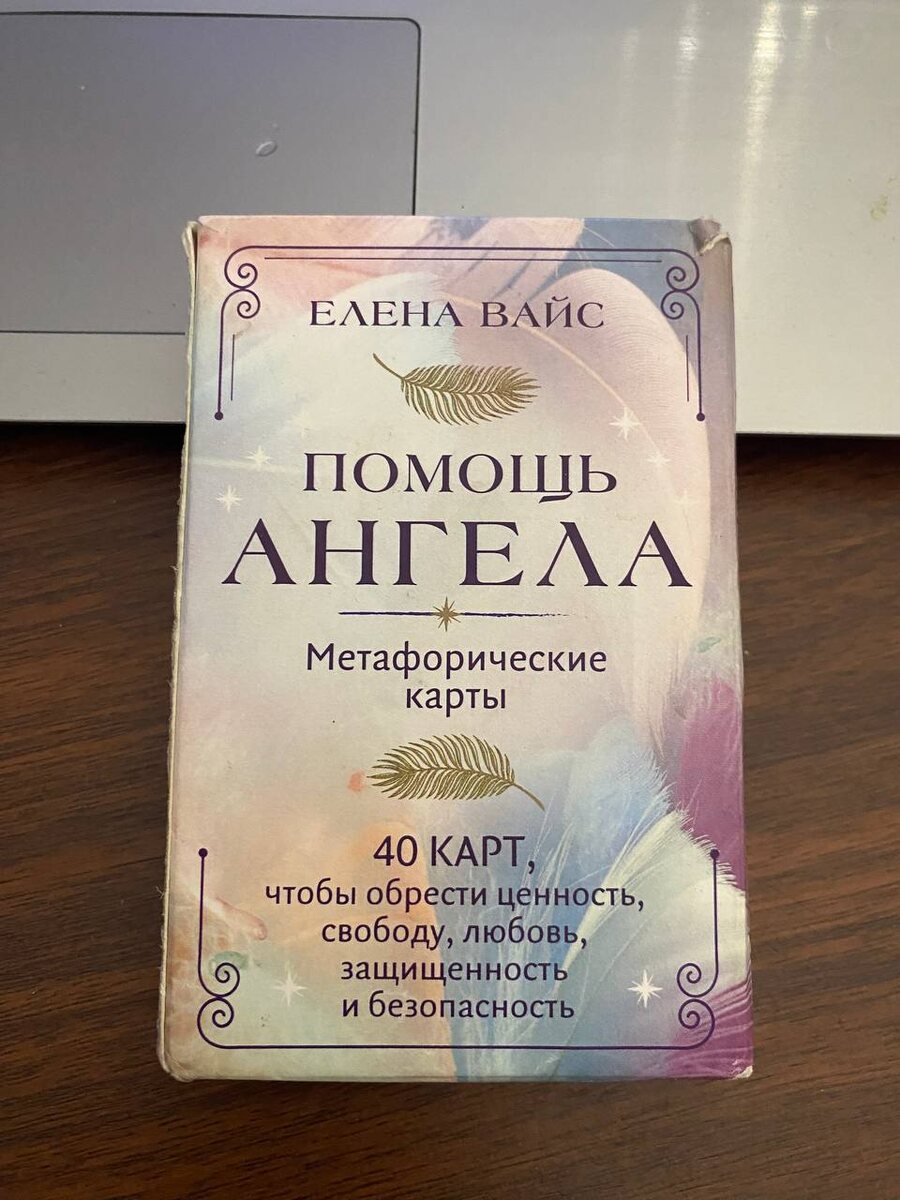 ЕЛЕНА ВАЙС
ПОМОЩЬ
АНГЕЛА
Метафорические
карты
40 КАРТ,
чтобы обрести ценность,
свободу, любовь,
защищенность
и безопасность